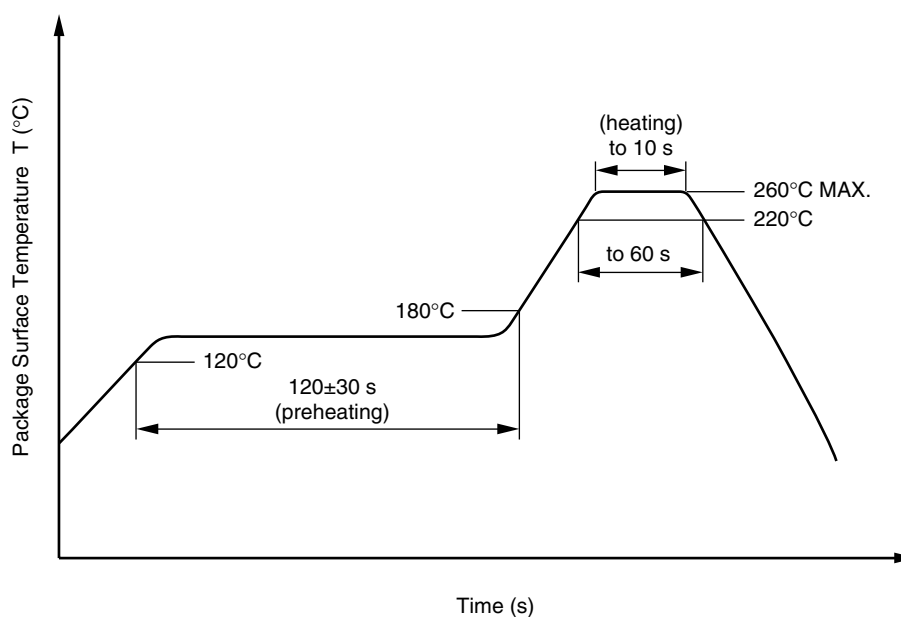 Package Surface Temperature T (°C)
(heating)
to 10 s
260°C MAX.
220°C
to 60 s
180°C
120°C
120±30 s
(preheating)
Time (s)